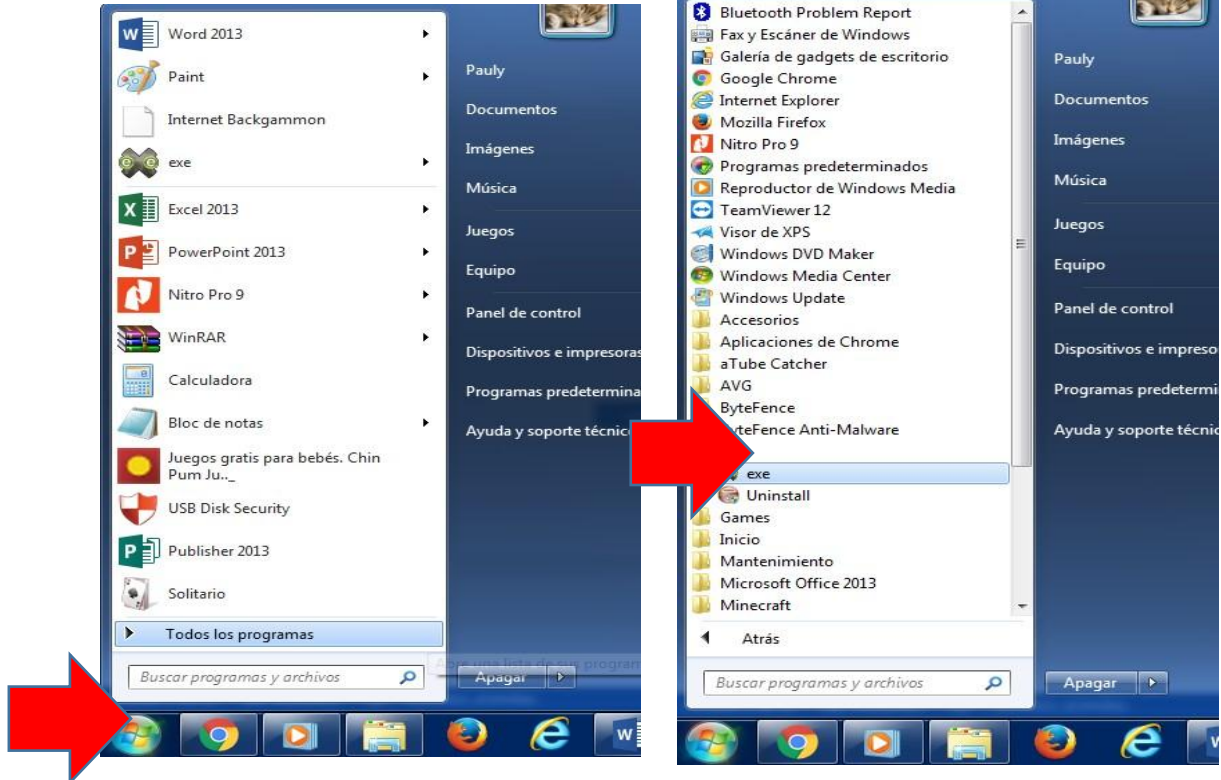 Word 2013
Paint
Internet Backgammon
exe
Excel 2013
PowerPoint 2013
Nitro Pro 9
WinRAR
Calculadora
Bloc de notas
Juegos gratis para bebés. Chin
Pum Ju.._
USB Disk Security
Publisher 2013
Solitario
Todos los programas
Buscar programas y archivos
Pauly
Documentos
Imágenes
Música
Juegos
Equipo
Panel de control
Dispositivos e impresoras
Programas predetermina
Ayuda y soporte técnic
Abre una lista de sus program
Apagar
Bluetooth Problem Report
Fax y Escáner de Windows
Galería de gadgets de escritorio
Google Chrome
Internet Explorer
Mozilla Firefox
Nitro Pro 9
Programas predeterminados
Reproductor de Windows Media
TeamViewer 12
Visor de XPS
Windows DVD Maker
Windows Media Center
Windows Update
Accesorios
Aplicaciones de Chrome
aTube Catcher
AVG
ByteFence
yteFence Anti-Malware
exe
Uninstall
Games
Inicio
Mantenimiento
Microsoft Office 2013
Minecraft
Atrás
Buscar programas y archivos
Pauly
Documentos
Imágenes
Música
Juegos
Equipo
Panel de control
Dispositivos e impreso
Programas predetermi
Ayuda y soporte técnic
Apagar